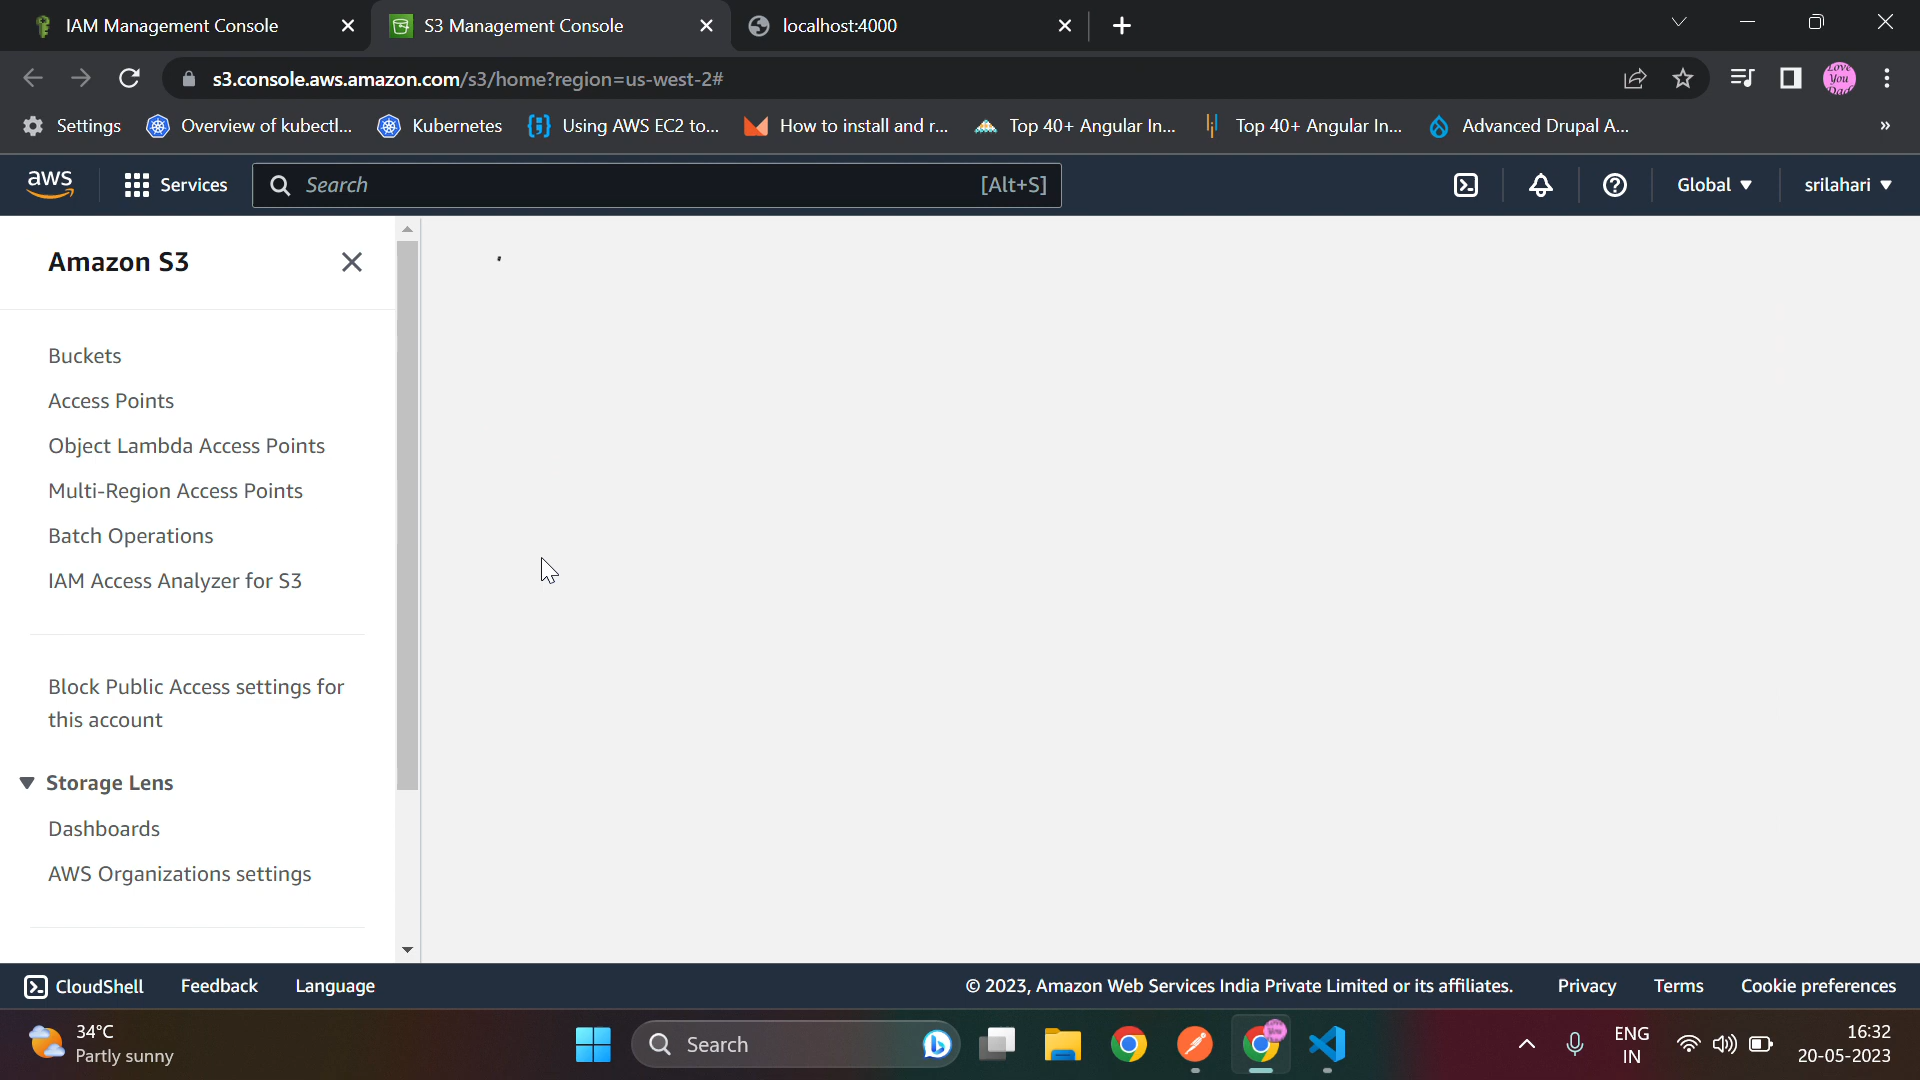 IAM Management Console
S3 Management Console
localhost:4000
s3.console.aws.amazon.com/s3/home?region=us-west-2#
Settings
Overview of kubectl...
Kubernetes
Using AWS EC2 to...
How to install and r...
Top 40+ Angular In...
Top 40+ Angular In...
Advanced Drupal A...
»
aws
Services
Search
[Alt+S]
Global
srilahari
Amazon S3
Buckets
Access Points
Object Lambda Access Points
Multi-Region Access Points
Batch Operations
IAM Access Analyzer for S3
Block Public Access settings for
this account
Storage Lens
Dashboards
AWS Organizations settings
CloudShell
Feedback
Language
© 2023, Amazon Web Services India Private Limited or its affiliates.
Privacy
Terms
Cookie preferences
34°C
Partly sunny
Search
ENG
IN
16:32
20-05-2023